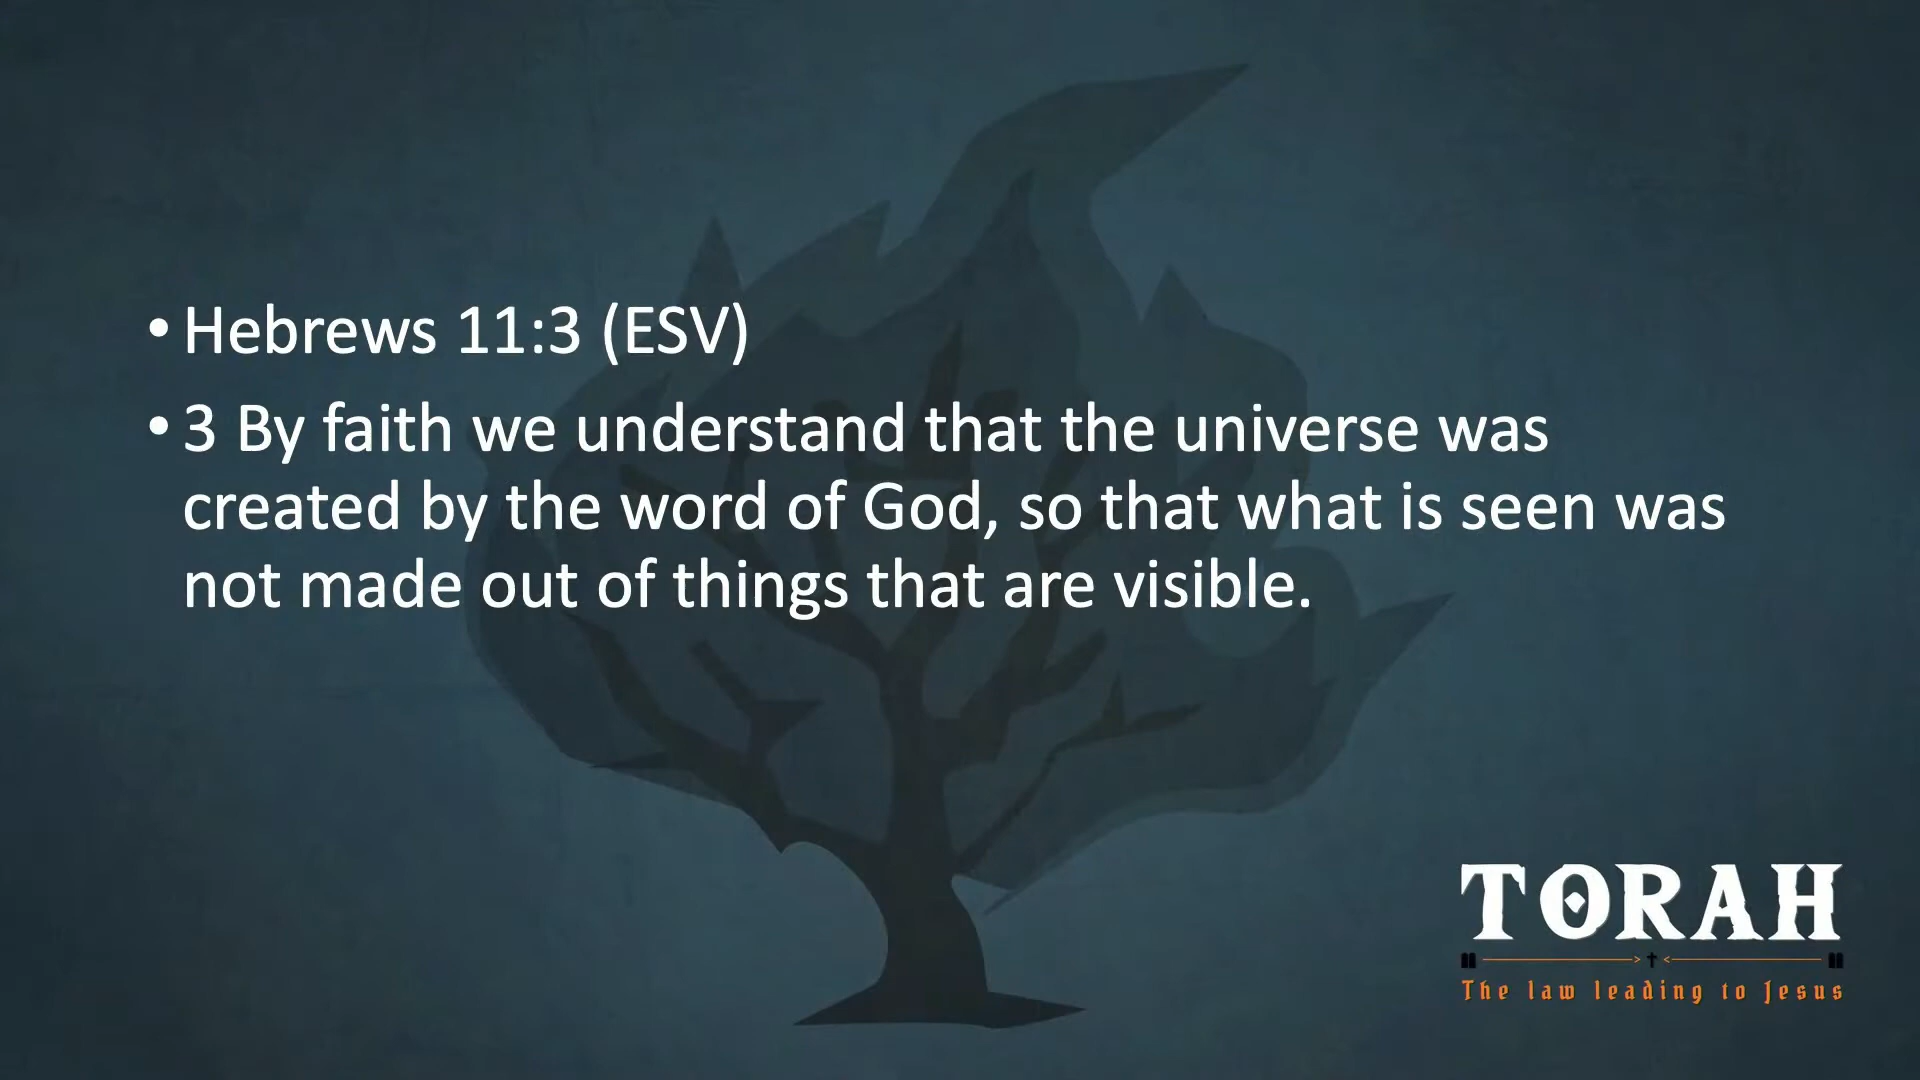 • Hebrews 11:3 (ESV)
• 3 By faith we understand that the universe was
created by the word of God, so that what is seen was
not made out of things that are visible.
TORAH
The law leading to Jesus